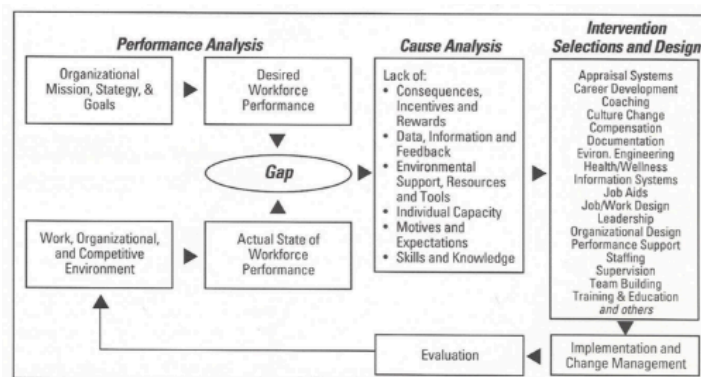 Performance Analysis
Cause Analysis
Intervention
Selections and Design
Organizational
Mission, Stategy, &
Goals
Desired
Workforce
Performance
Gap
Work, Organizational,
and Competitive
Environment
Actual State of
Workforce
Performance
Lack of:
• Consequences,
Incentives and
Rewards
• Data, Information and
Feedback
• Environmental
Support, Resources
and Tools
• Individual Capacity
• Motives and
Expectations
• Skills and Knowledge
Appraisal Systems
Career Development
Coaching
Culture Change
Compensation
Documentation
Eviron. Engineering
Health/Wellness
Information Systems
Job Aids
Job/Work Design
Leadership
Organizational Design
Performance Support
Staffing
Supervision
Team Building
Training & Education
and others
Evaluation
Implementation and
Change Management